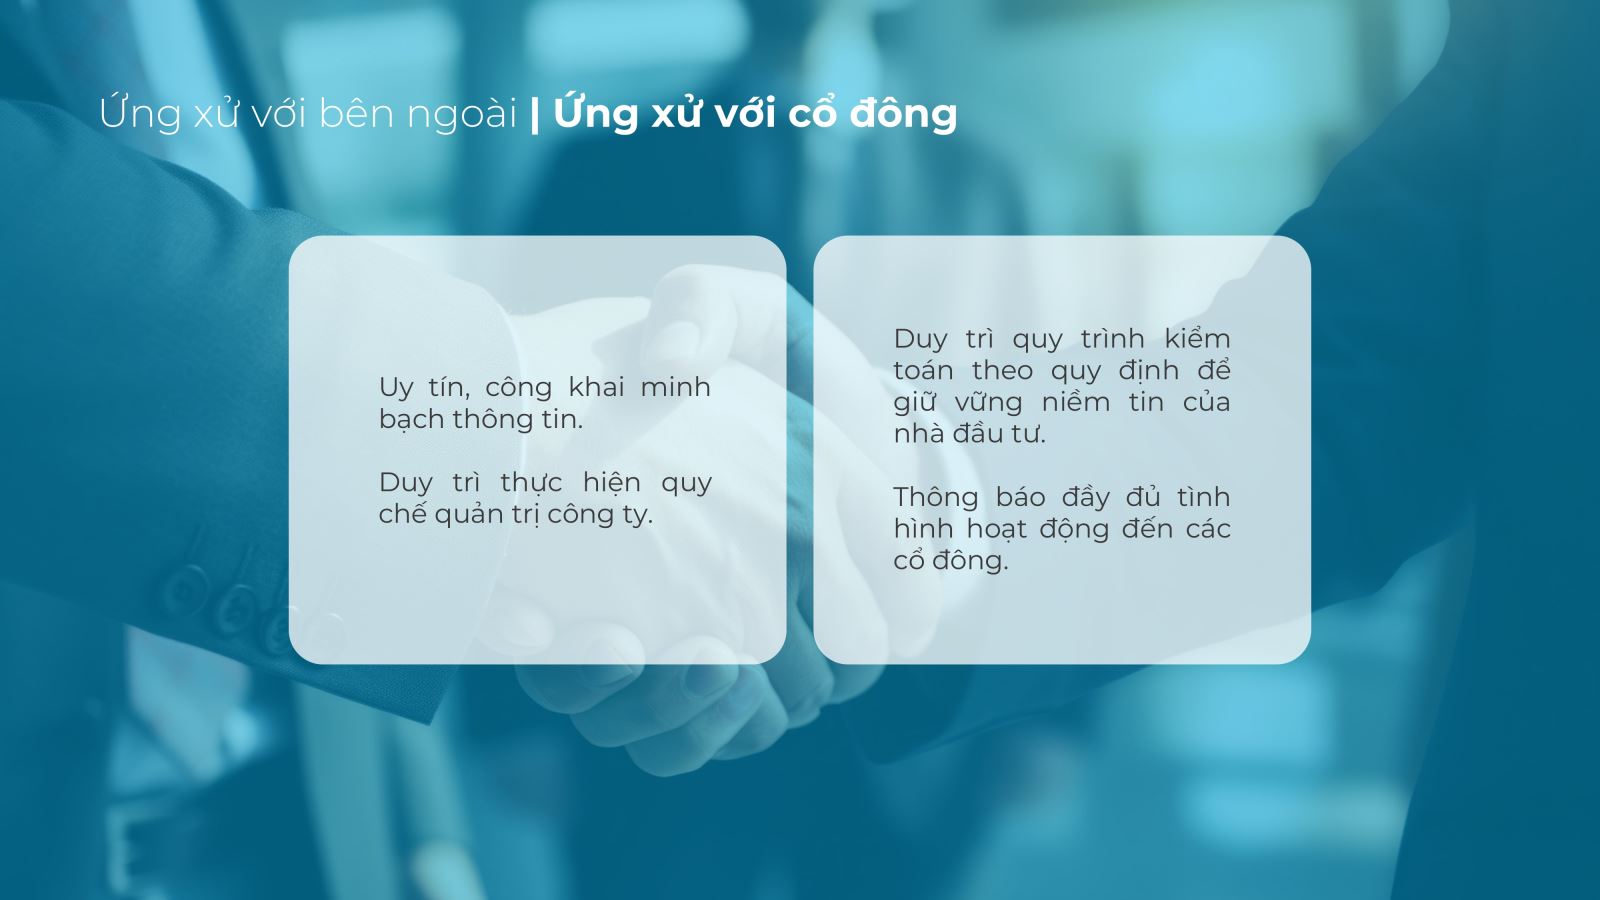 Ứng xử với bên ngoài | Ứng xử với cổ đông
Uy tín, công khai minh
bạch thông tin.
Duy trì thực hiện quy
chế quản trị công ty.
Duy trì quy trình kiểm
toán theo quy định để
giữ vững niềm tin của
nhà đầu tư.
Thông báo đầy đủ tình
hình hoạt động đến các
cổ đông.